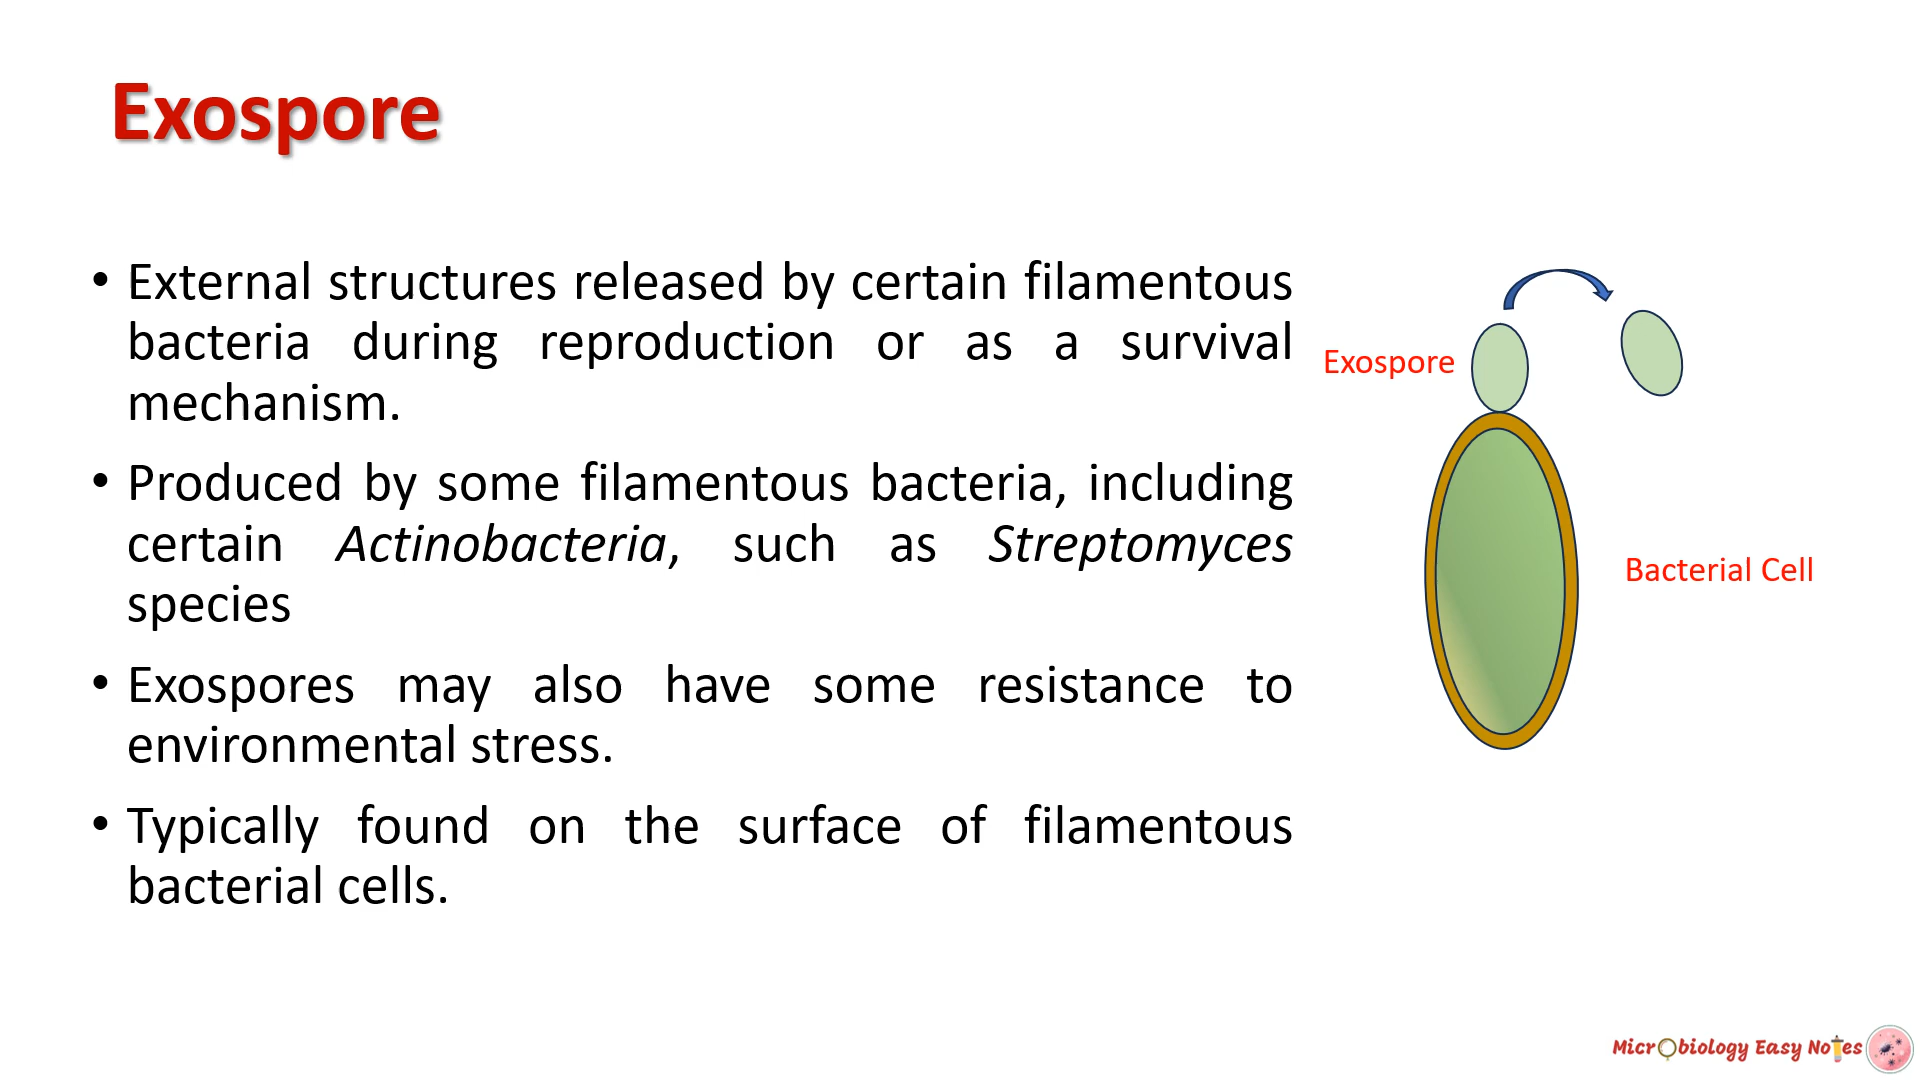 Exospore
• External structures released by certain filamentous
bacteria during reproduction or as a survival
mechanism.
• Produced by some filamentous bacteria, including
certain Actinobacteria, such as Streptomyces
species
• Exospores may also have some resistance to
environmental stress.
• Typically found on the surface of filamentous
bacterial cells.
Exospore
Bacterial Cell
Microbiology Easy Notes